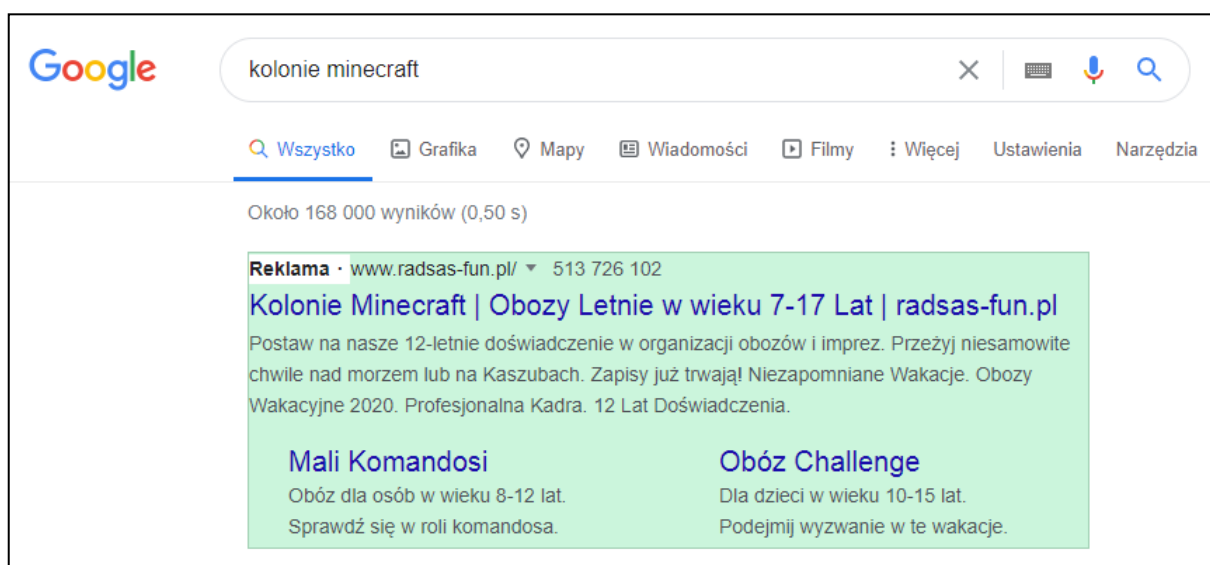 Google
kolonie minecraft
Wszystko Grafika Mapy Wiadomości Filmy Więcej Ustawienia Narzędzia
Około 168 000 wyników (0,50 s)
Reklama · www.radsas-fun.pl/ 513 726 102
Kolonie Minecraft | Obozy Letnie w wieku 7-17 Lat | radsas-fun.pl
Postaw na nasze 12-letnie doświadczenie w organizacji obozów i imprez. Przeżyj niesamowite
chwile nad morzem lub na Kaszubach. Zapisy już trwają! Niezapomniane Wakacje. Obozy
Wakacyjne 2020. Profesjonalna Kadra. 12 Lat Doświadczenia.
Mali Komandosi
Obóz dla osób w wieku 8-12 lat.
Sprawdź się w roli komandosa.
Obóz Challenge
Dla dzieci w wieku 10-15 lat.
Podejmij wyzwanie w te wakacje.